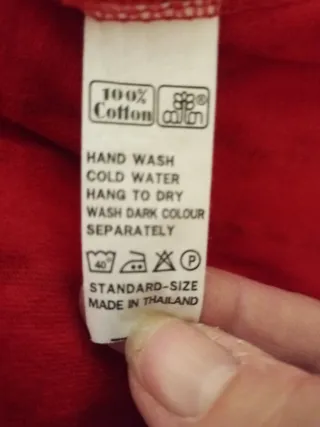 100%
Cotton
cotton®
HAND WASH
COLD WATER
HANG TO DRY
WASH DARK COLOUR
SEPARATELY
40° P
STANDARD-SIZE
MADE IN THAILAND